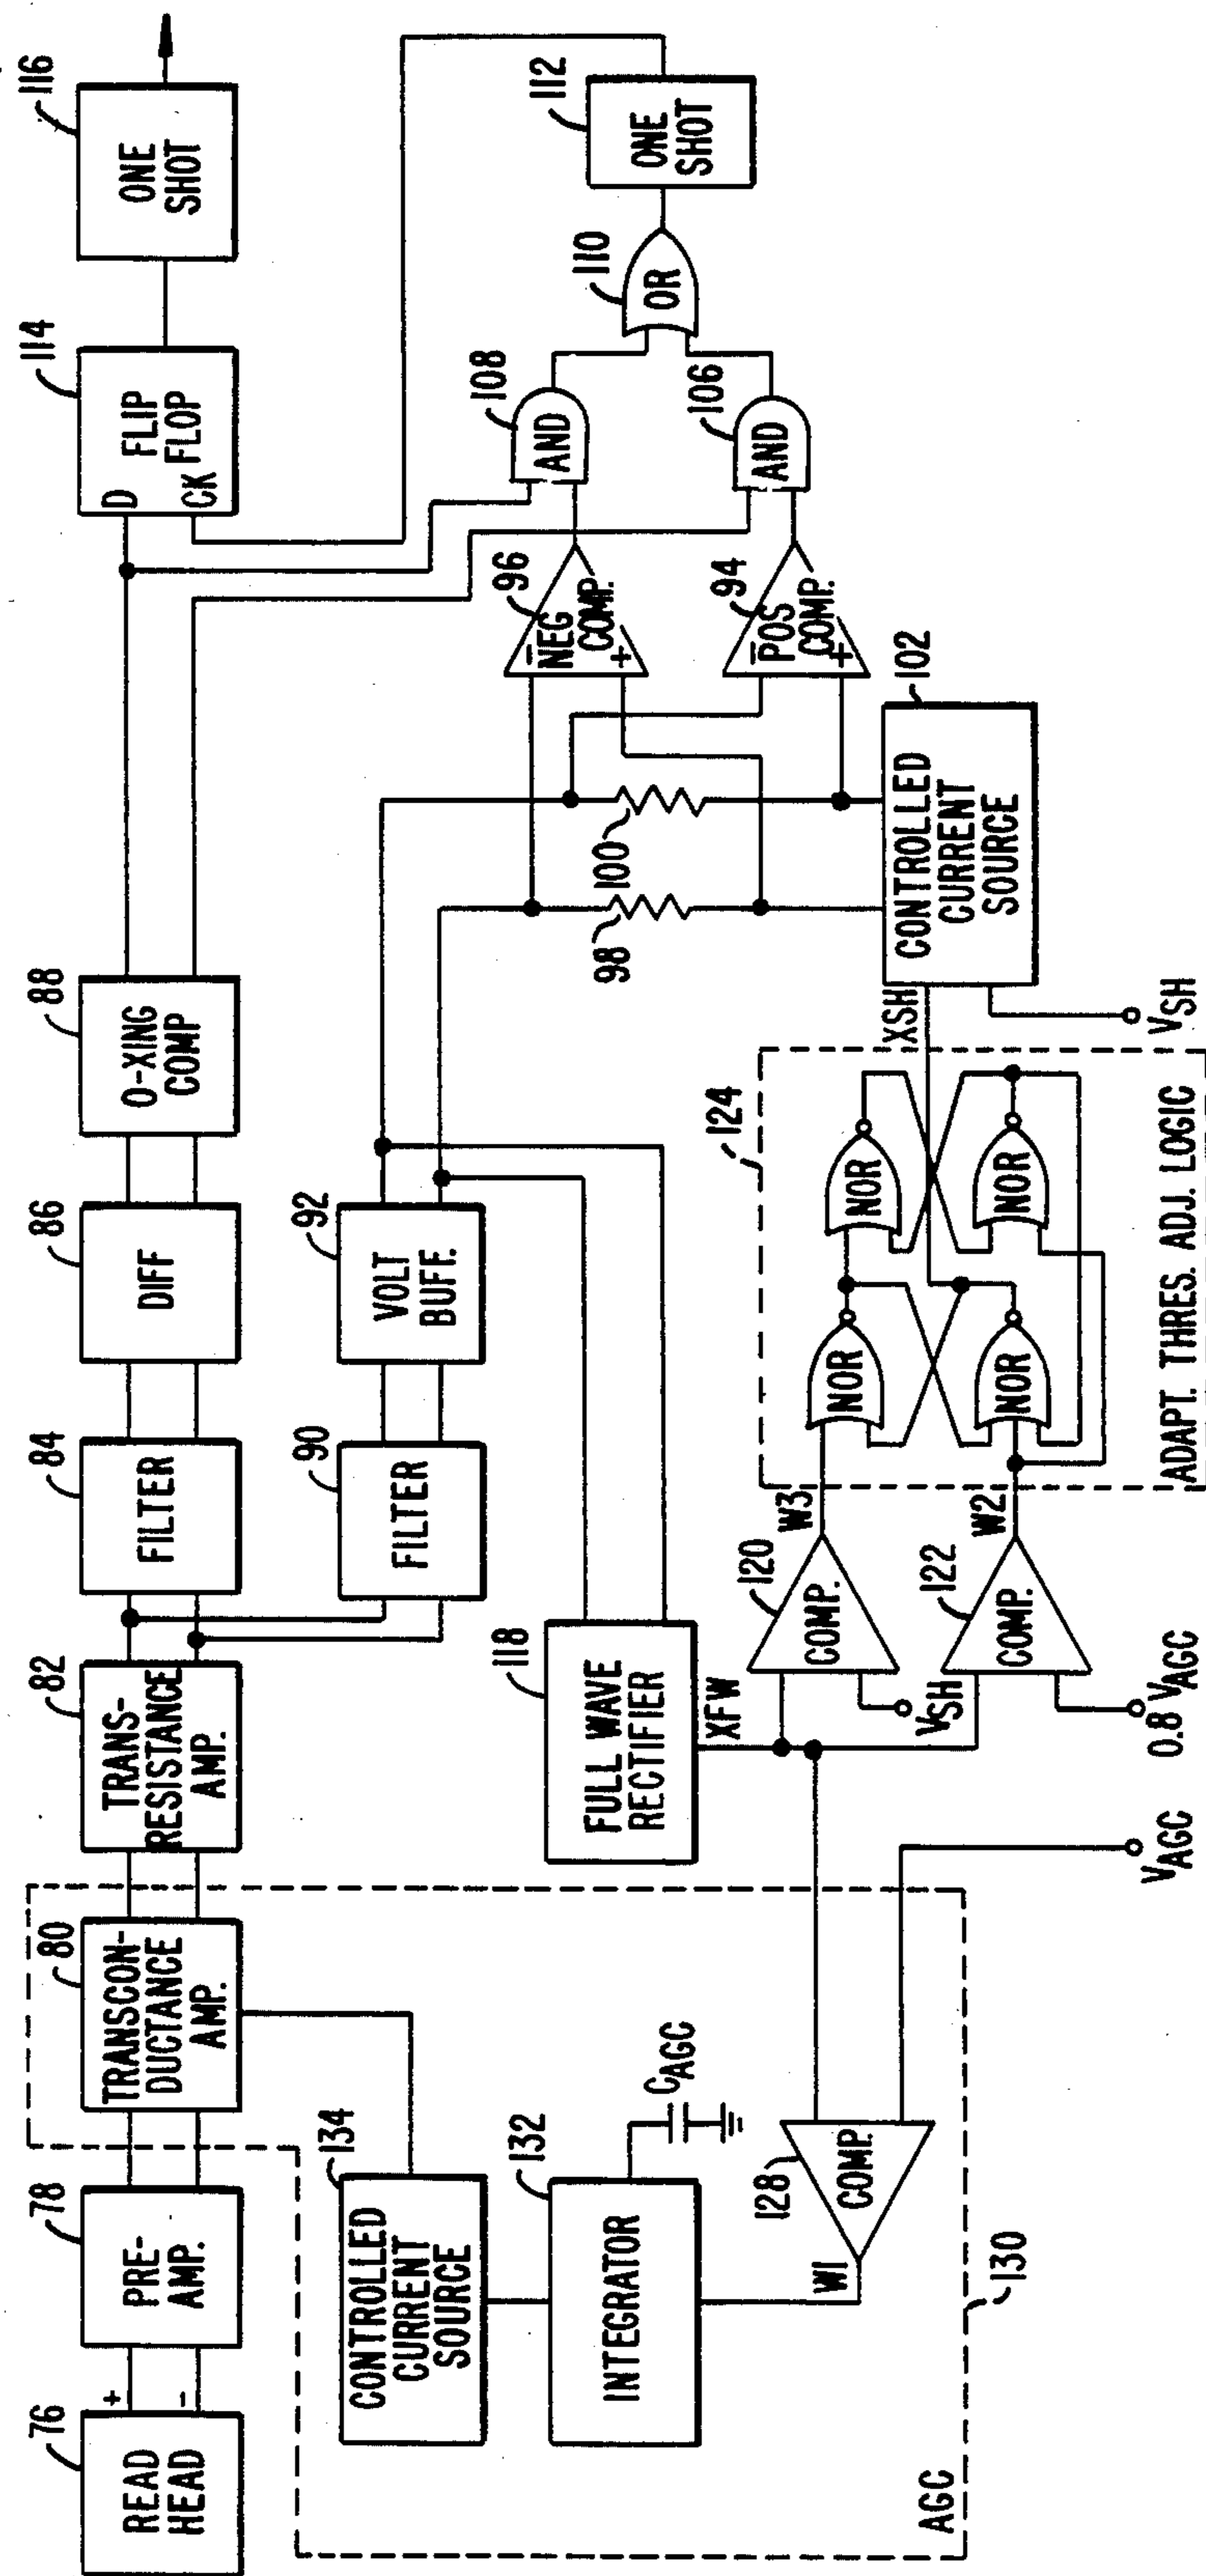 76
READ
HEAD
+
-
78
PRE-
AMP.
80
TRANSCON-
DUCTANCE
AMP.
82
TRANS-
RESISTANCE
AMP.
84
FILTER
86
DIFF
88
0-XING
COMP
114
D
CK
FLIP
FLOP
116
ONE
SHOT
134
CONTROLLED
CURRENT
SOURCE
90
FILTER
92
VOLT
BUFF.
132
INTEGRATOR
CAGC
118
FULL WAVE
RECTIFIER
XFW
98
100
96
-
NEG
COMP.
+
94
-
POS
COMP.
+
108
AND
106
AND
110
OR
112
ONE
SHOT
102
CONTROLLED
CURRENT
SOURCE
XSH
VSH
128
COMP.
W1
130
AGC
VAGC
120
COMP.
W3
VSH
122
COMP.
W2
0.8 VAGC
124
NOR
NOR
NOR
NOR
ADAPT. THRES. ADJ. LOGIC